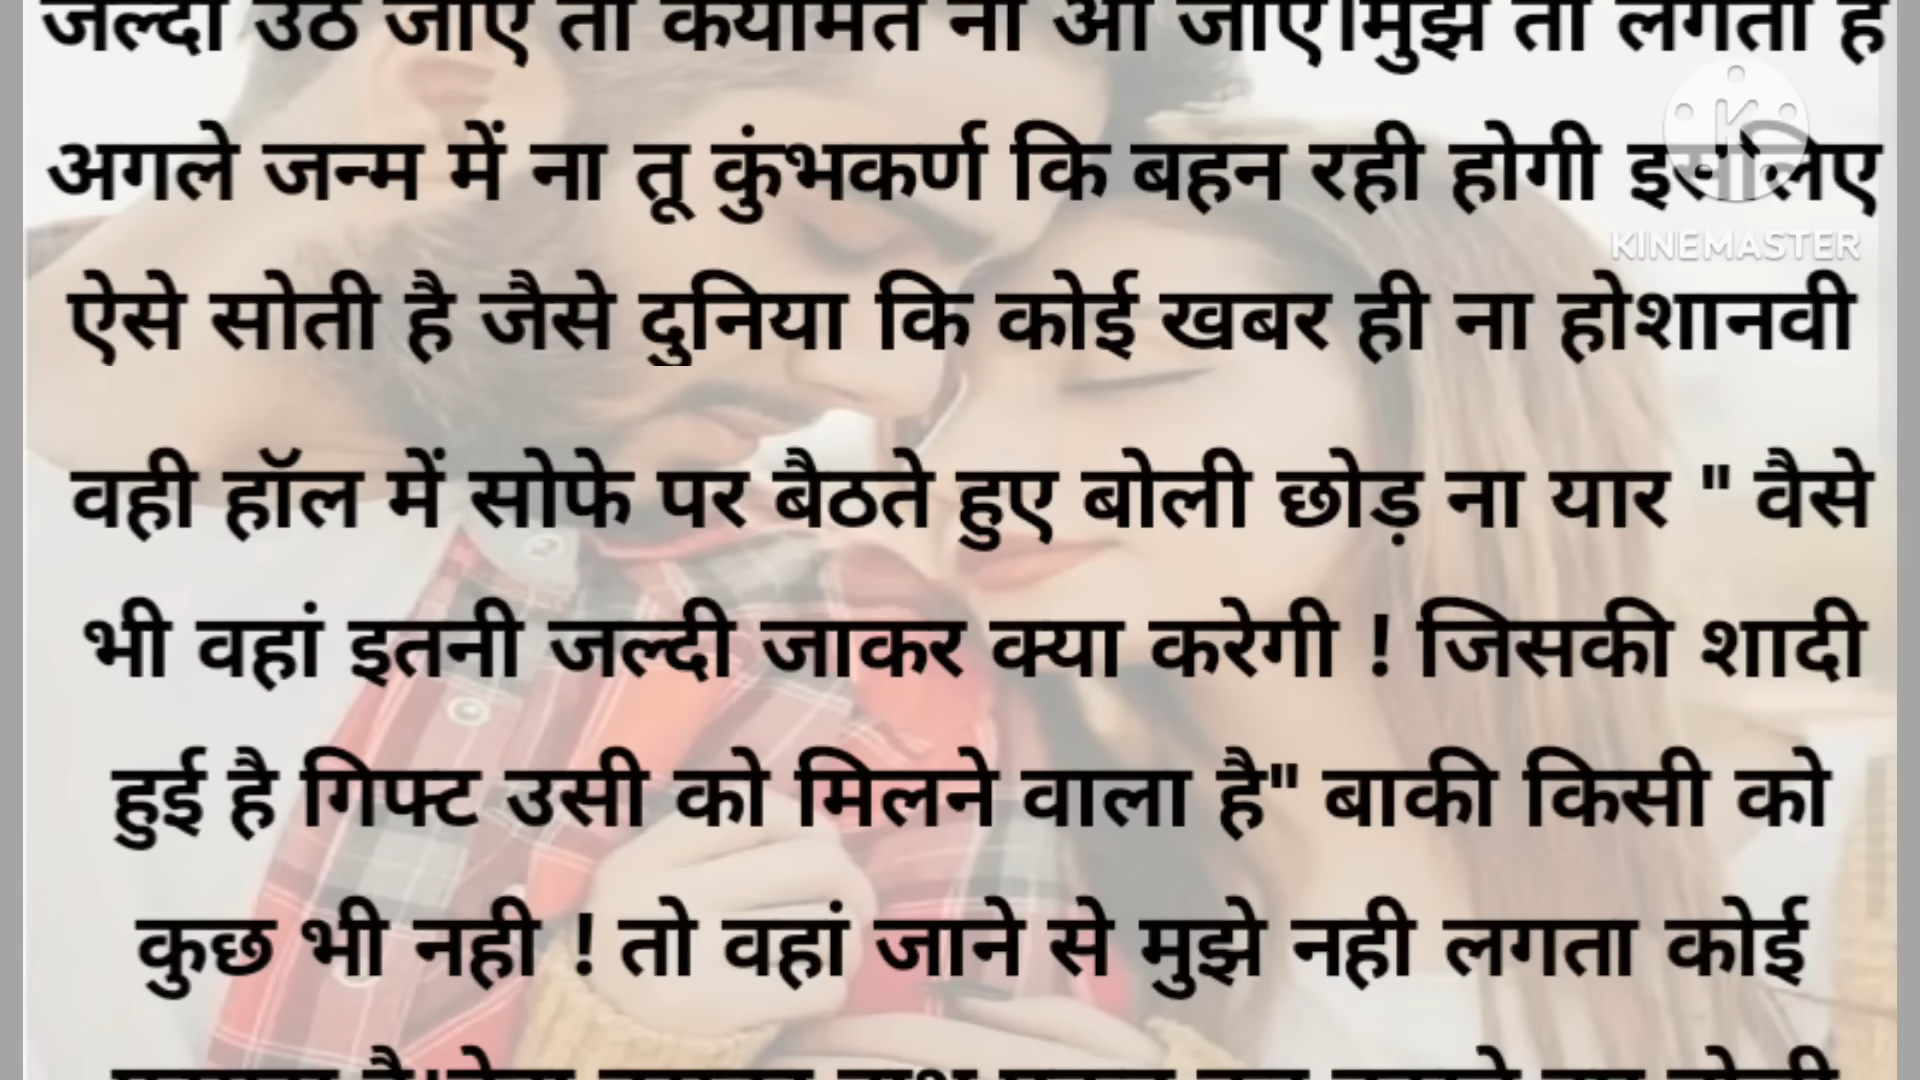 जल्दी उठ जाए तो कयामत ना आ जाए।मुझे तो लगता है
अगले जन्म में ना तू कुंभकर्ण कि बहन रही होगी इसीलिए
ऐसे सोती है जैसे दुनिया कि कोई खबर ही ना होशानवी
वही हॉल में सोफे पर बैठते हुए बोली छोड़ ना यार " वैसे
भी वहां इतनी जल्दी जाकर क्या करेगी ! जिसकी शादी
हुई है गिफ्ट उसी को मिलने वाला है" बाकी किसी को
कुछ भी नही ! तो वहां जाने से मुझे नही लगता कोई
KINEMASTER